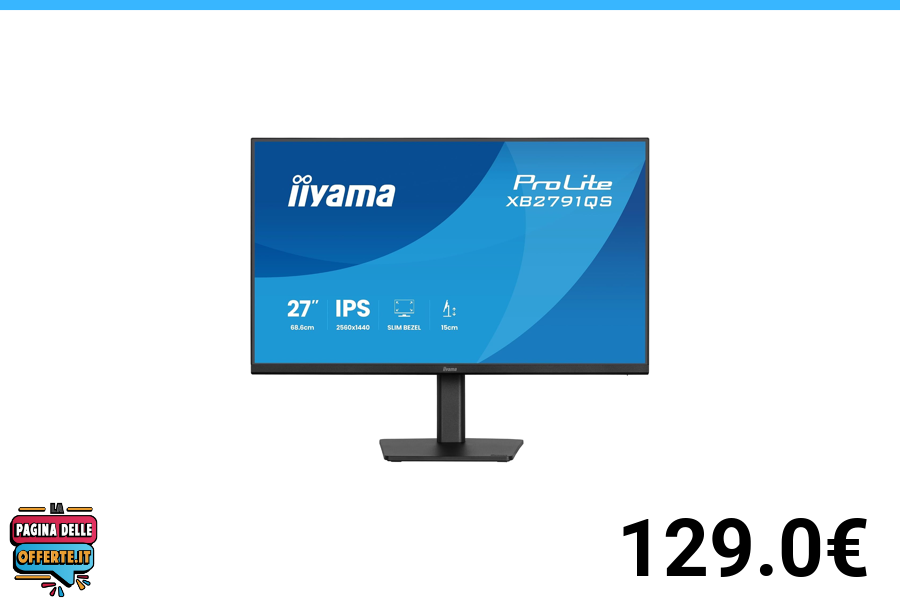 iiyama
ProLite
XB2791QS
27”
68.6cm
IPS
2560x1440
SLIM BEZEL
15cm
iiyama
LA
PAGINA DELLE
OFFERTE.IT
129.0€